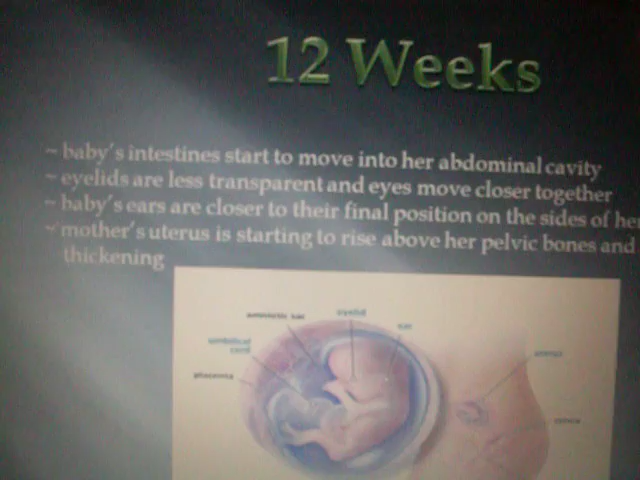 12 Weeks
~ baby's intestines start to move into her abdominal cavity
~ eyelids are less transparent and eyes move closer together
~ baby's ears are closer to their final position on the sides of her
~ mother's uterus is starting to rise above her pelvic bones and
thickening
amniotic sac
eyelid
ear
umbilical
cord
placenta
uterus
cervix